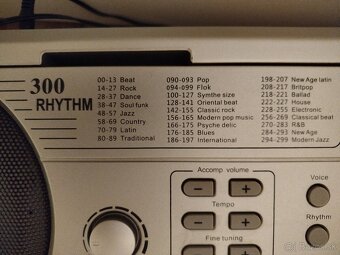 300
RHYTHM
00-13 Beat
14-27 Rock
28-37 Dance
38-47 Soul funk
48-57 Jazz
58-69 Country
70-79 Latin
80-89 Traditional
090-093 Pop
094-099 Flok
100-127 Synthe size
128-141 Oriental beat
142-155 Classic rock
156-165 Modern pop music
166-175 Psyche delic
176-185 Blues
186-197 International
198-207 New Age latin
208-217 Britpop
218-221 Ballad
222-227 House
228-255 Electronic
256-269 Classical beat
270-283 R&B
284-293 New Age
294-299 Modern Jazz
Accomp. volume
Tempo
Fine tuning
Voice
Rhythm